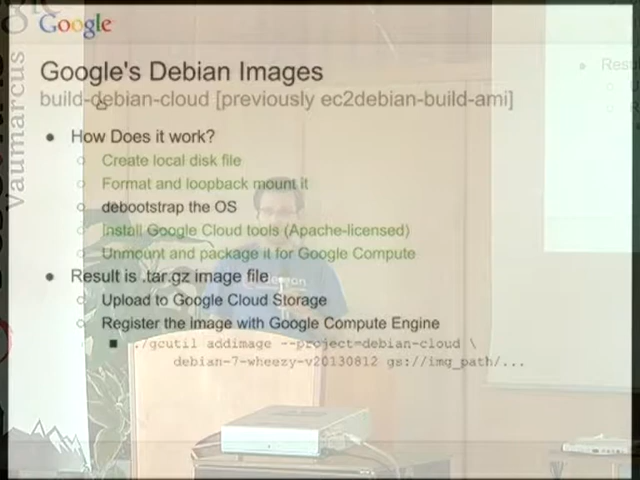 Google
Google's Debian Images
build-debian-cloud [previously ec2debian-build-ami]
How Does it work?
Create local disk file
Format and loopback mount it
debootstrap the OS
Install Google Cloud tools (Apache-licensed)
Unmount and package it for Google Compute
Result is .tar.gz image file
Upload to Google Cloud Storage
Register the image with Google Compute Engine
./gcutil addimage --project=debian-cloud \
debian-7-wheezy-v20130812 gs://img_path/...
Vaumarcus
Resul